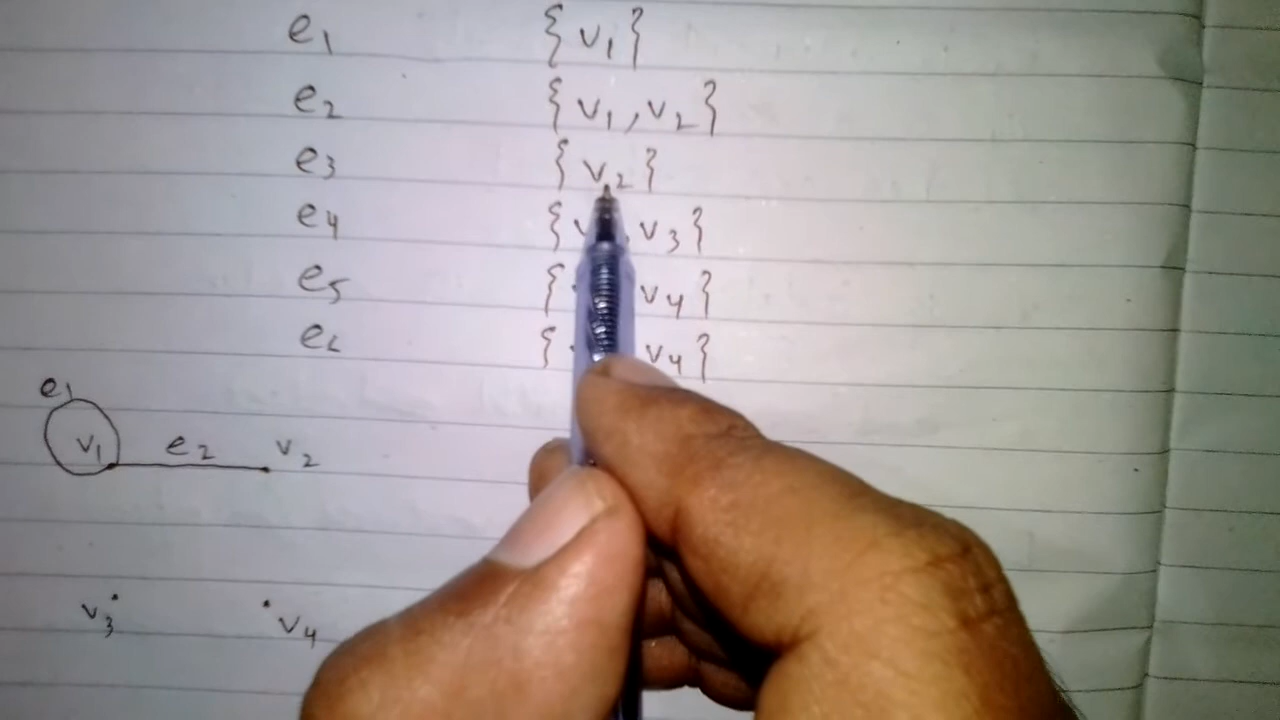 e1 {v1}
e2 {v1, v2}
e3 {v2}
e4 { , v3}
e5 { v4}
e6 { v4}
e1
v1 e2 v2
v3 v4